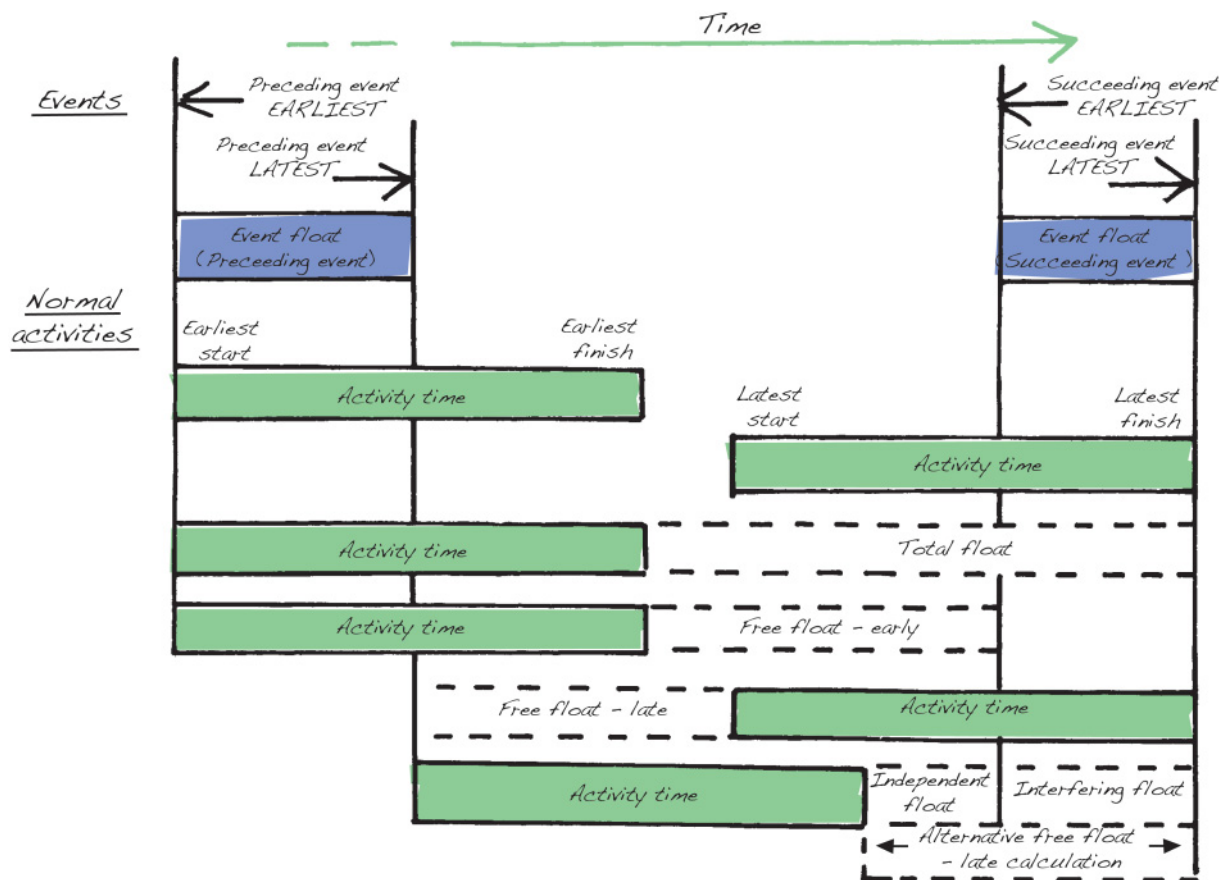 Time
Events
Preceding event
EARLIEST
Succeeding event
EARLIEST
Preceding event
LATEST
Succeeding event
LATEST
Event float
(Preceeding event)
Event float
(Succeeding event)
Normal
activities
Earliest
start
Earliest
finish
Activity time
Latest
start
Latest
finish
Activity time
Activity time
Total float
Activity time
Free float - early
Free float - late
Activity time
Activity time
Independent
float
Interfering float
Alternative free float
- late calculation